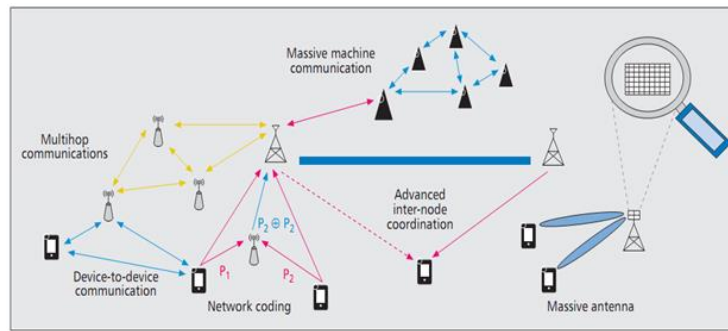 Massive machine
communication
Multihop
communications
P₂ ⊕ P₂
Advanced
inter-node
coordination
P₁
P₂
Device-to-device
communication
Network coding
Massive antenna